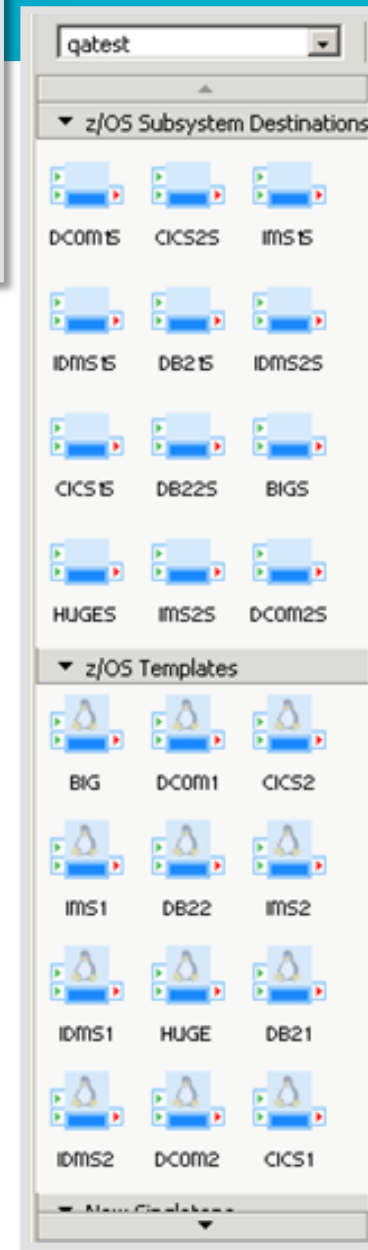 qatest
z/OS Subsystem Destinations
DCOM1S CICS2S IMS1S
IDMS1S DB21S IDMS2S
CICS1S DB22S BIGS
HUGES IMS2S DCOM2S
z/OS Templates
BIG DCOM1 CICS2
IMS1 DB22 IMS2
IDMS1 HUGE DB21
IDMS2 DCOM2 CICS1